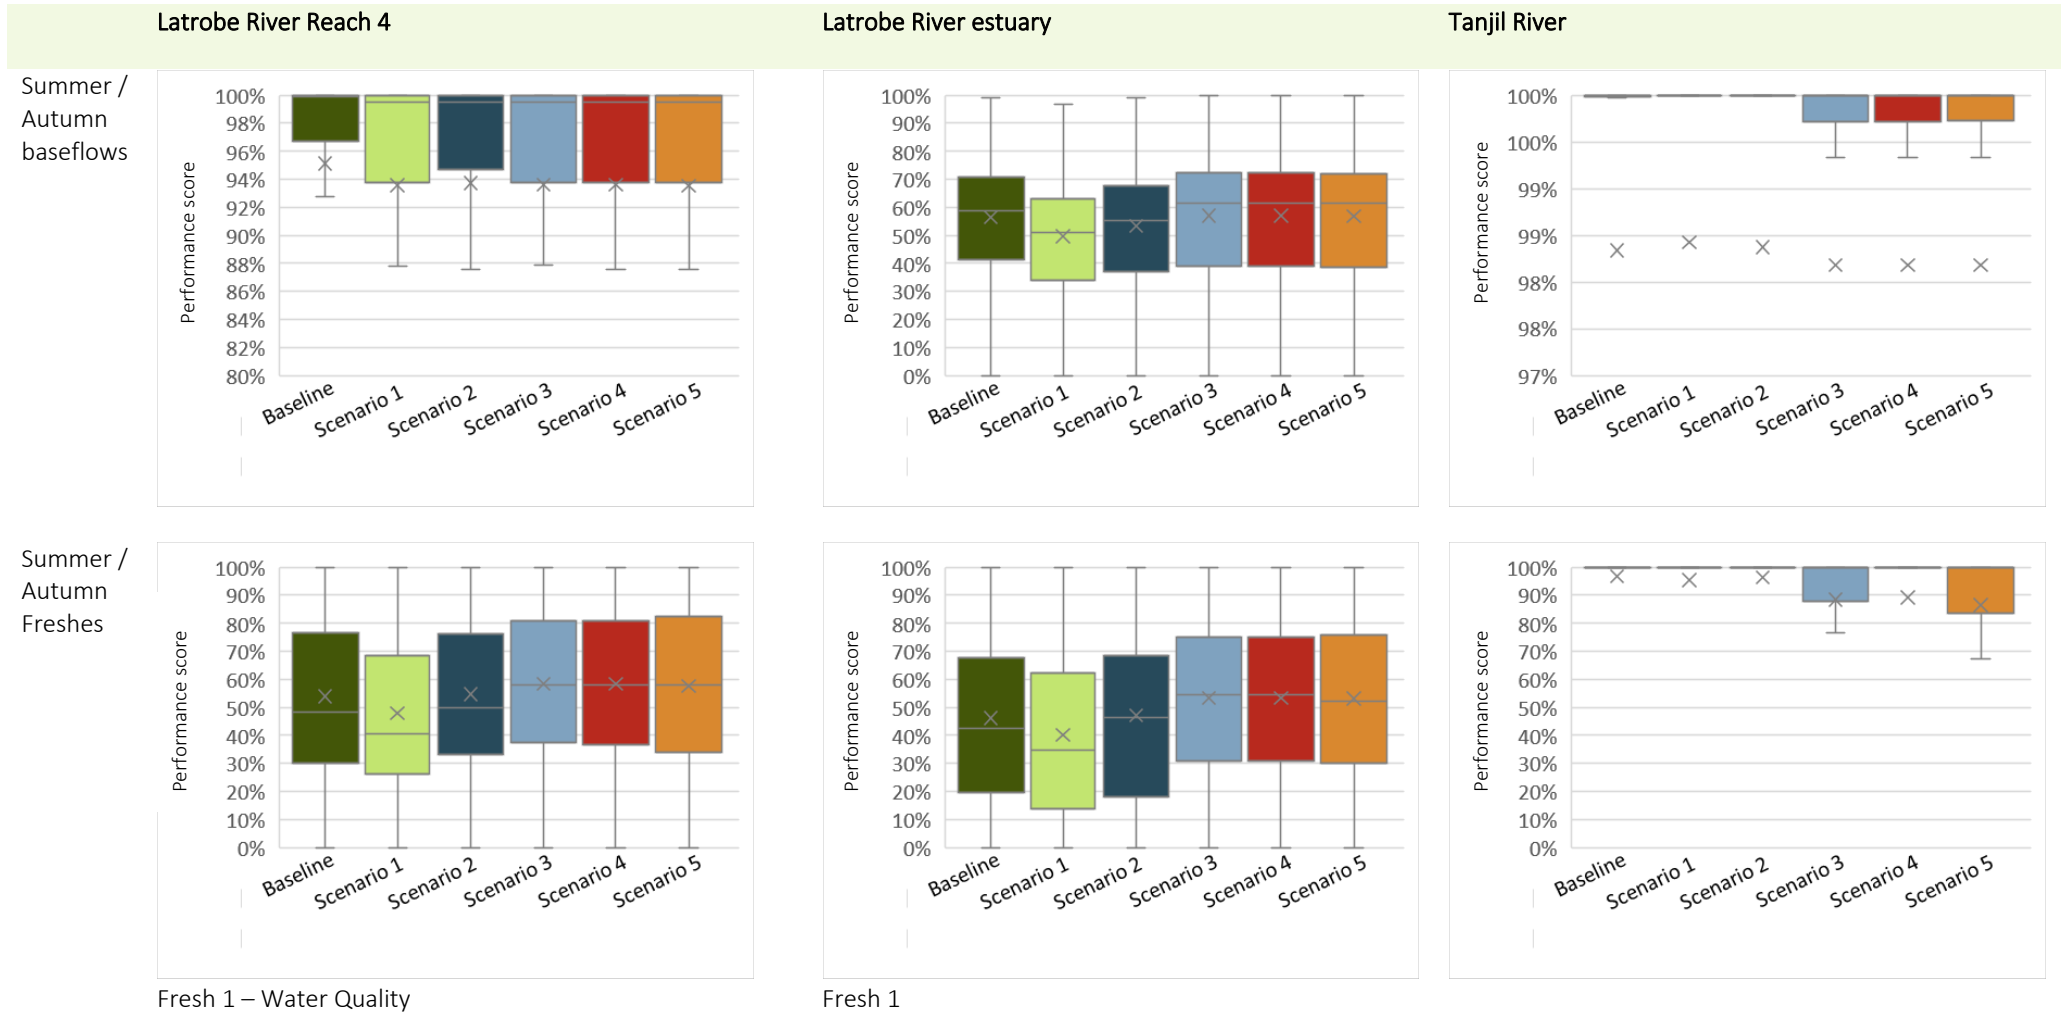 Latrobe River Reach 4
Latrobe River estuary
Tanjil River
Summer /
Autumn
baseflows
Performance score
100%
98%
96%
94%
92%
90%
88%
86%
84%
82%
80%
Baseline
Scenario 1
Scenario 2
Scenario 3
Scenario 4
Scenario 5
Performance score
100%
90%
80%
70%
60%
50%
40%
30%
20%
10%
0%
Baseline
Scenario 1
Scenario 2
Scenario 3
Scenario 4
Scenario 5
Performance score
100%
100%
99%
99%
98%
98%
97%
Baseline
Scenario 1
Scenario 2
Scenario 3
Scenario 4
Scenario 5
Summer /
Autumn
Freshes
Performance score
100%
90%
80%
70%
60%
50%
40%
30%
20%
10%
0%
Baseline
Scenario 1
Scenario 2
Scenario 3
Scenario 4
Scenario 5
Performance score
100%
90%
80%
70%
60%
50%
40%
30%
20%
10%
0%
Baseline
Scenario 1
Scenario 2
Scenario 3
Scenario 4
Scenario 5
Performance score
100%
90%
80%
70%
60%
50%
40%
30%
20%
10%
0%
Baseline
Scenario 1
Scenario 2
Scenario 3
Scenario 4
Scenario 5
Fresh 1 – Water Quality
Fresh 1